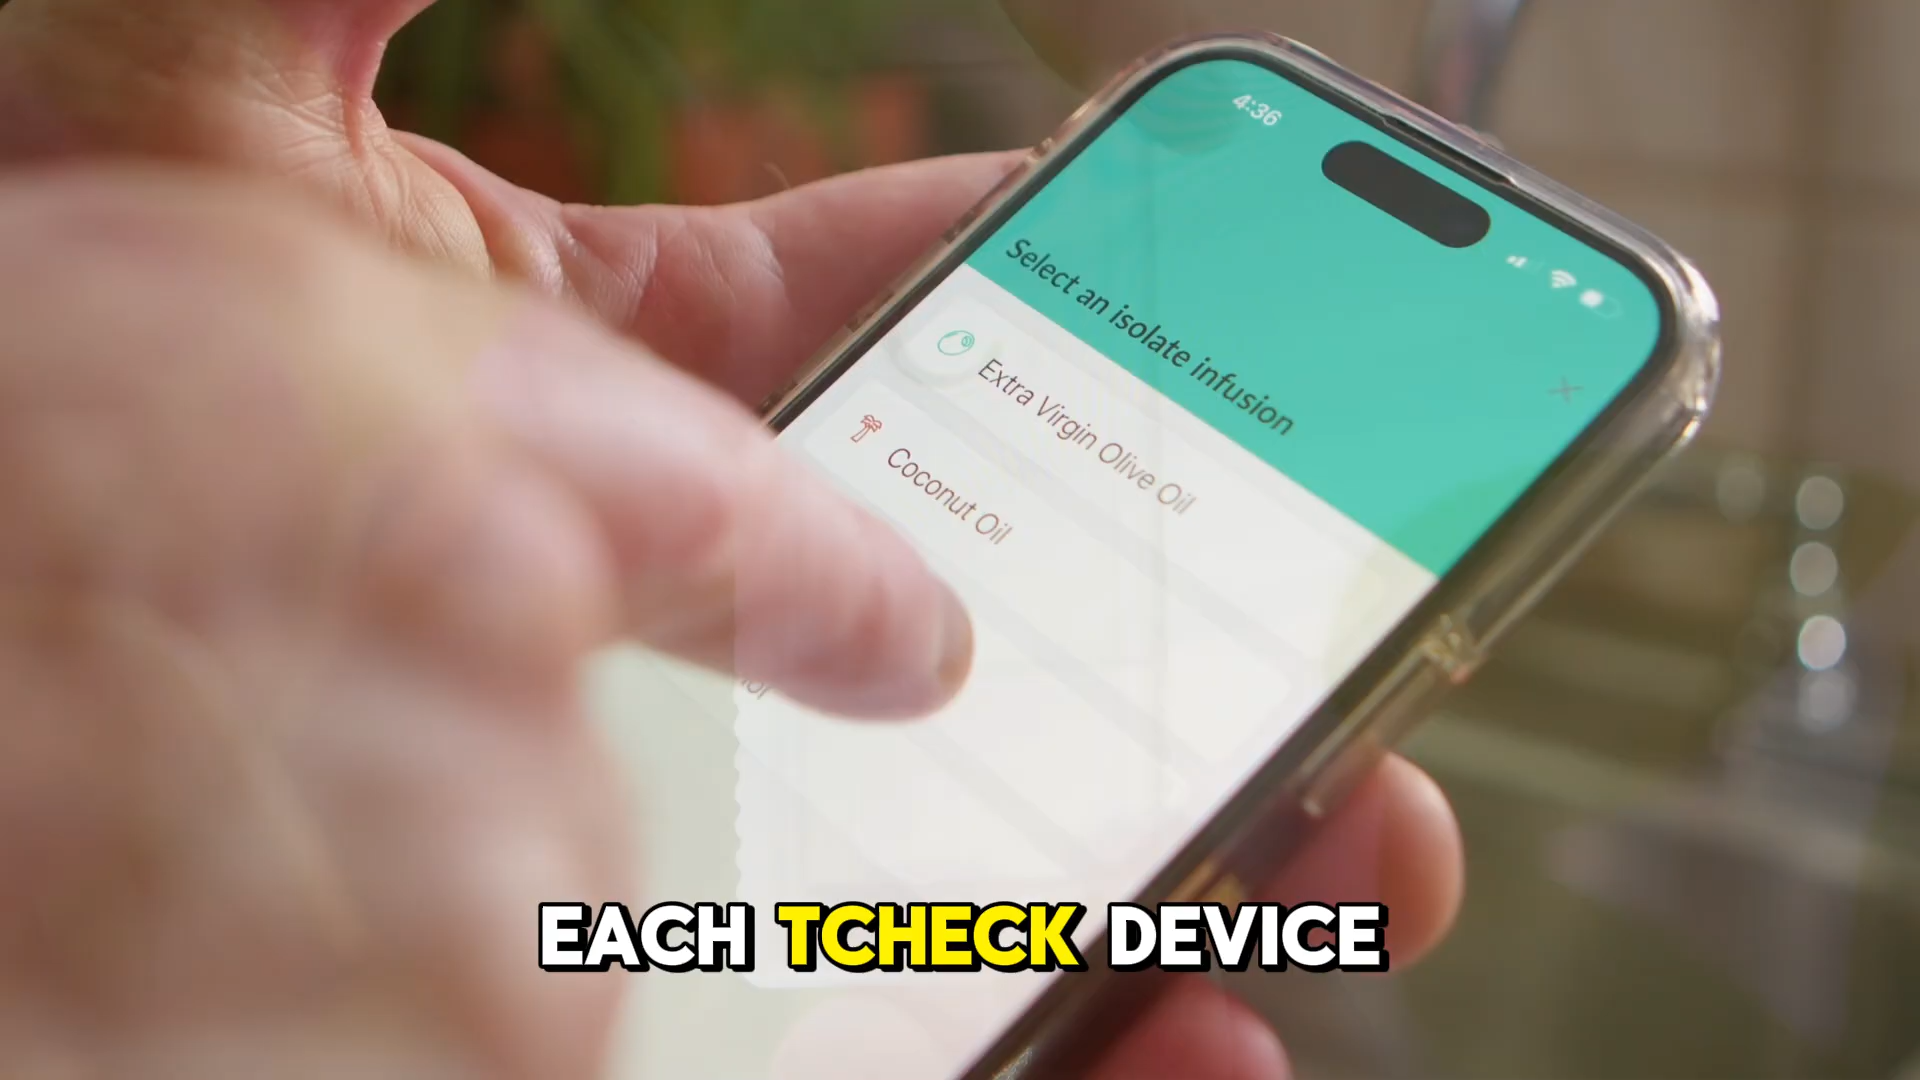 4:36
Select an isolate infusion
Extra Virgin Olive Oil
Coconut Oil
EACH TCHECK DEVICE